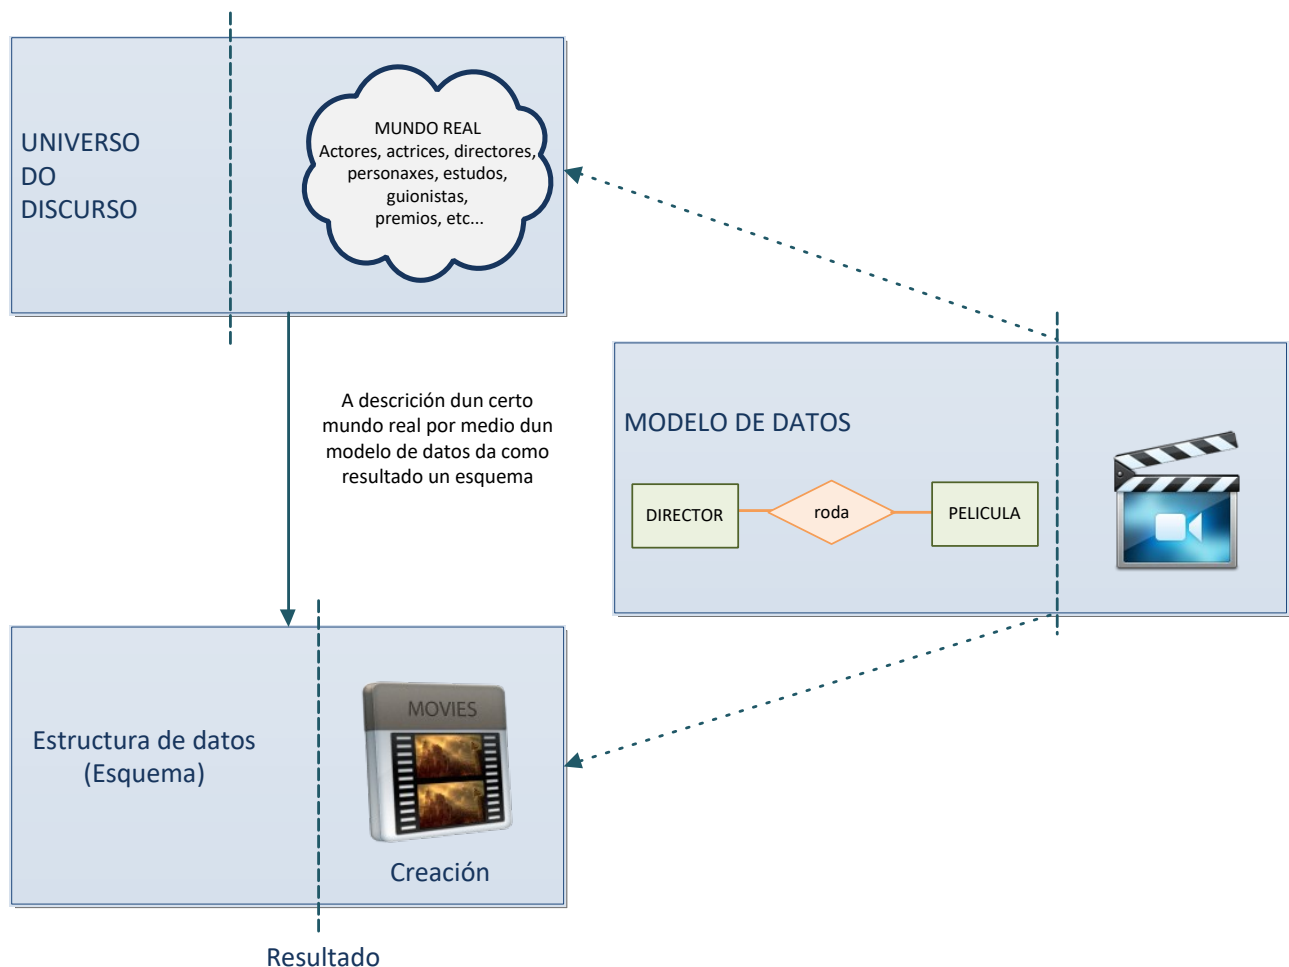 UNIVERSO
DO
DISCURSO
MUNDO REAL
Actores, actrices, directores,
personaxes, estudos,
guionistas,
premios, etc...
A descrición dun certo
mundo real por medio dun
modelo de datos da como
resultado un esquema
MODELO DE DATOS
DIRECTOR
roda
PELICULA
Estructura de datos
(Esquema)
MOVIES
Creación
Resultado